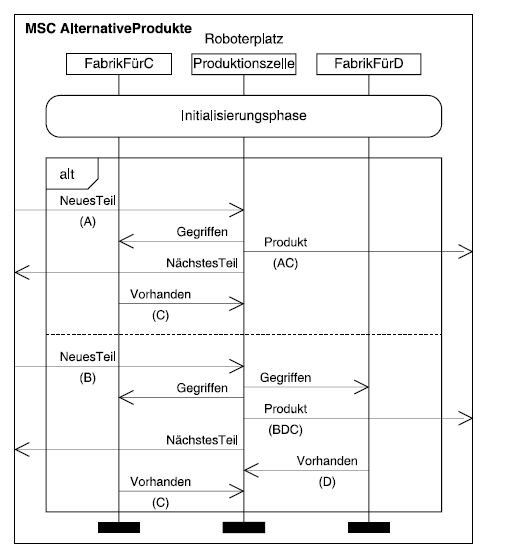 MSC AlternativeProdukte
Roboterplatz
FabrikFürC Produktionszelle FabrikFürD
Initialisierungsphase
alt
NeuesTeil
(A)
Gegriffen
Produkt
(AC)
NächstesTeil
Vorhanden
(C)
NeuesTeil
(B)
Gegriffen
Gegriffen
Produkt
(BDC)
NächstesTeil
Vorhanden
(D)
Vorhanden
(C)